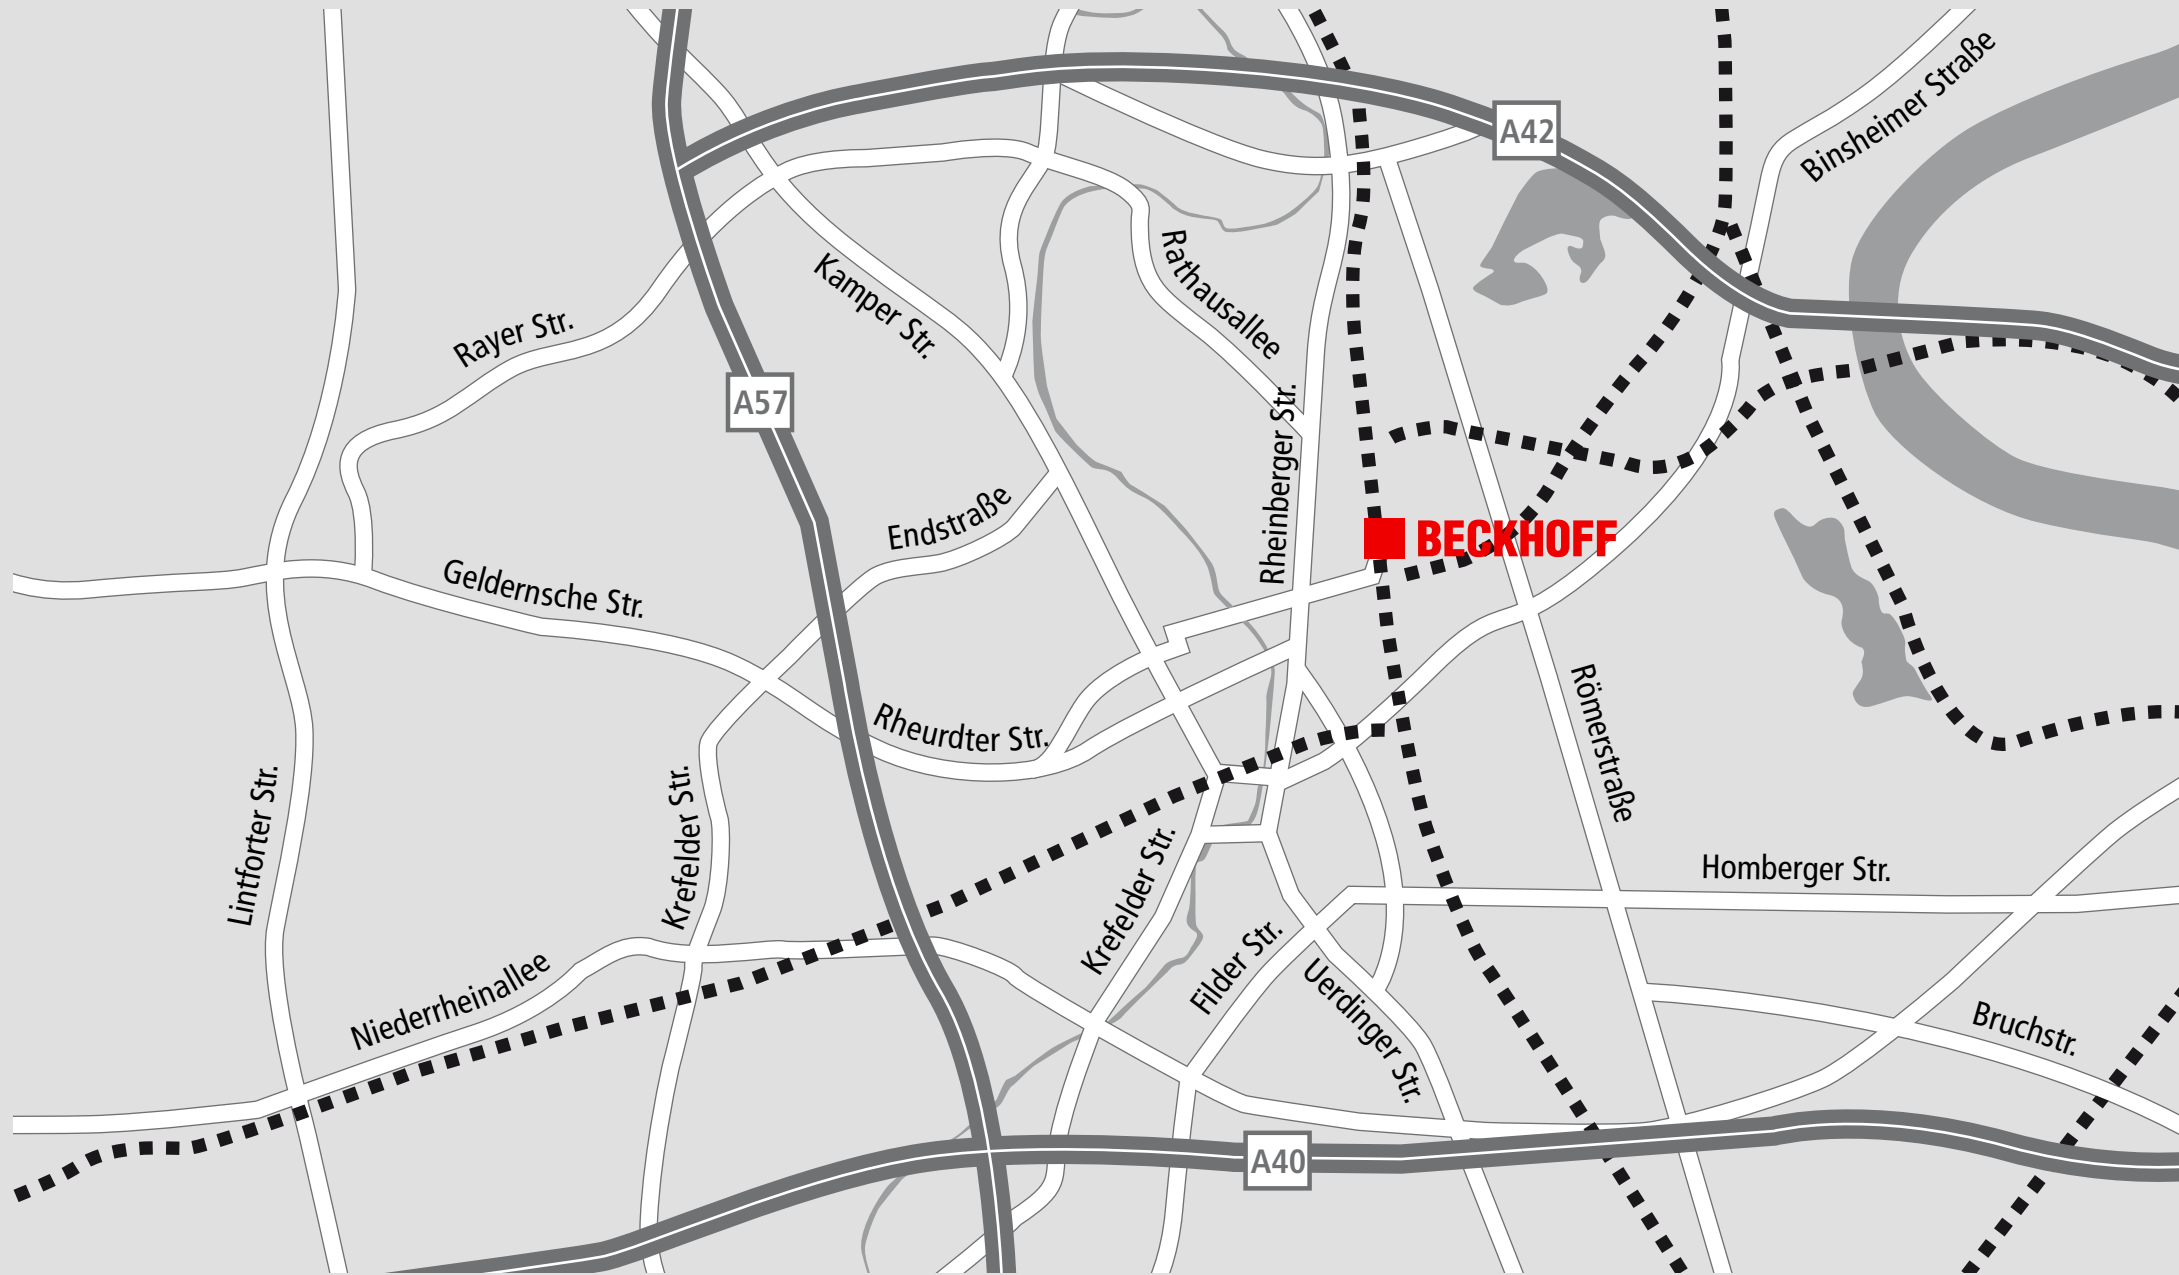 Binsheimer Straße
A42
Rathausallee
Kamper Str.
Rayer Str.
A57
Rheinberger Str.
Endstraße
BECKHOFF
Geldernsche Str.
Römerstraße
Rheurdter Str.
Lintforter Str.
Krefelder Str.
Krefelder Str.
Homberger Str.
Filder Str.
Uerdinger Str.
Niederrheinallee
Bruchstr.
A40